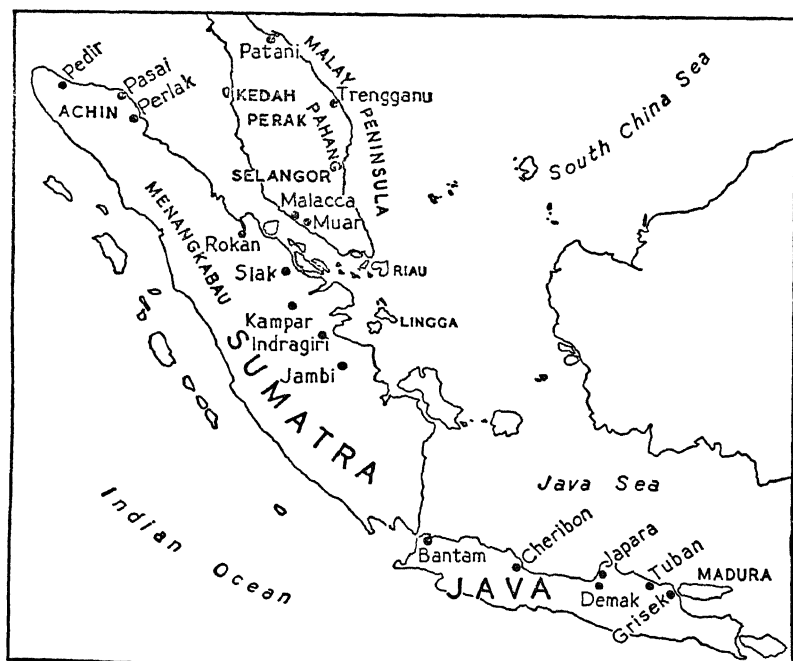 Pedir
Pasai
Perlak
ACHIN
Patani
MALAY PENINSULA
KEDAH
Trengganu
PERAK
PAHANG
SELANGOR
Malacca
Muar
South China Sea
MENANGKABAU
Rokan
Siak
RIAU
Kampar
LINGGA
Indragiri
Jambi
SUMATRA
Indian Ocean
Java Sea
Bantam
Cheribon
Japara
Tuban
MADURA
JAVA
Demak
Grisek